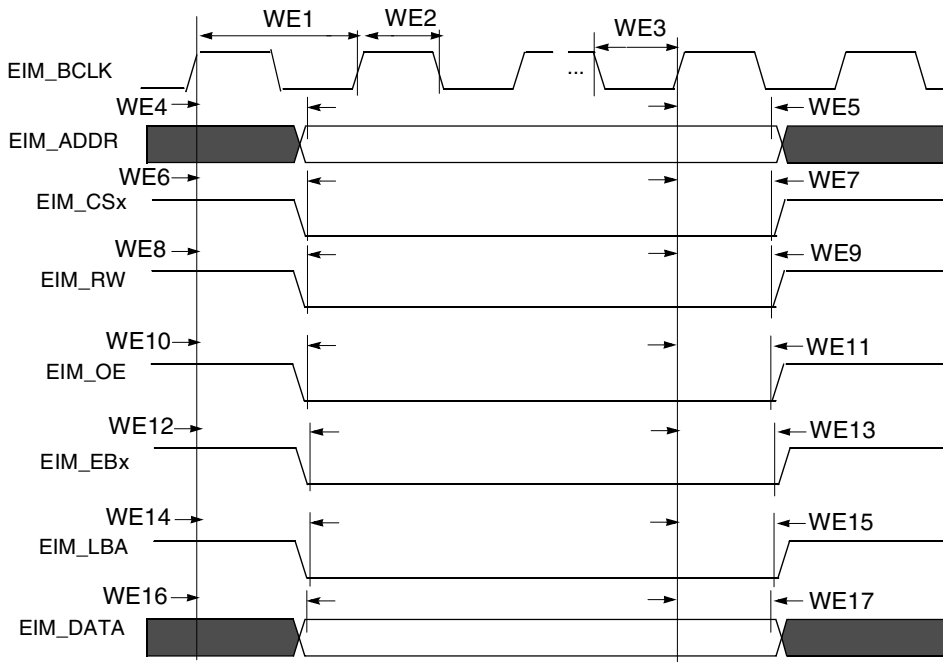 WE1
WE2
WE3
EIM_BCLK
...
WE4
WE5
EIM_ADDR
WE6
WE7
EIM_CSx
WE8
WE9
EIM_RW
WE10
WE11
EIM_OE
WE12
WE13
EIM_EBx
WE14
WE15
EIM_LBA
WE16
WE17
EIM_DATA